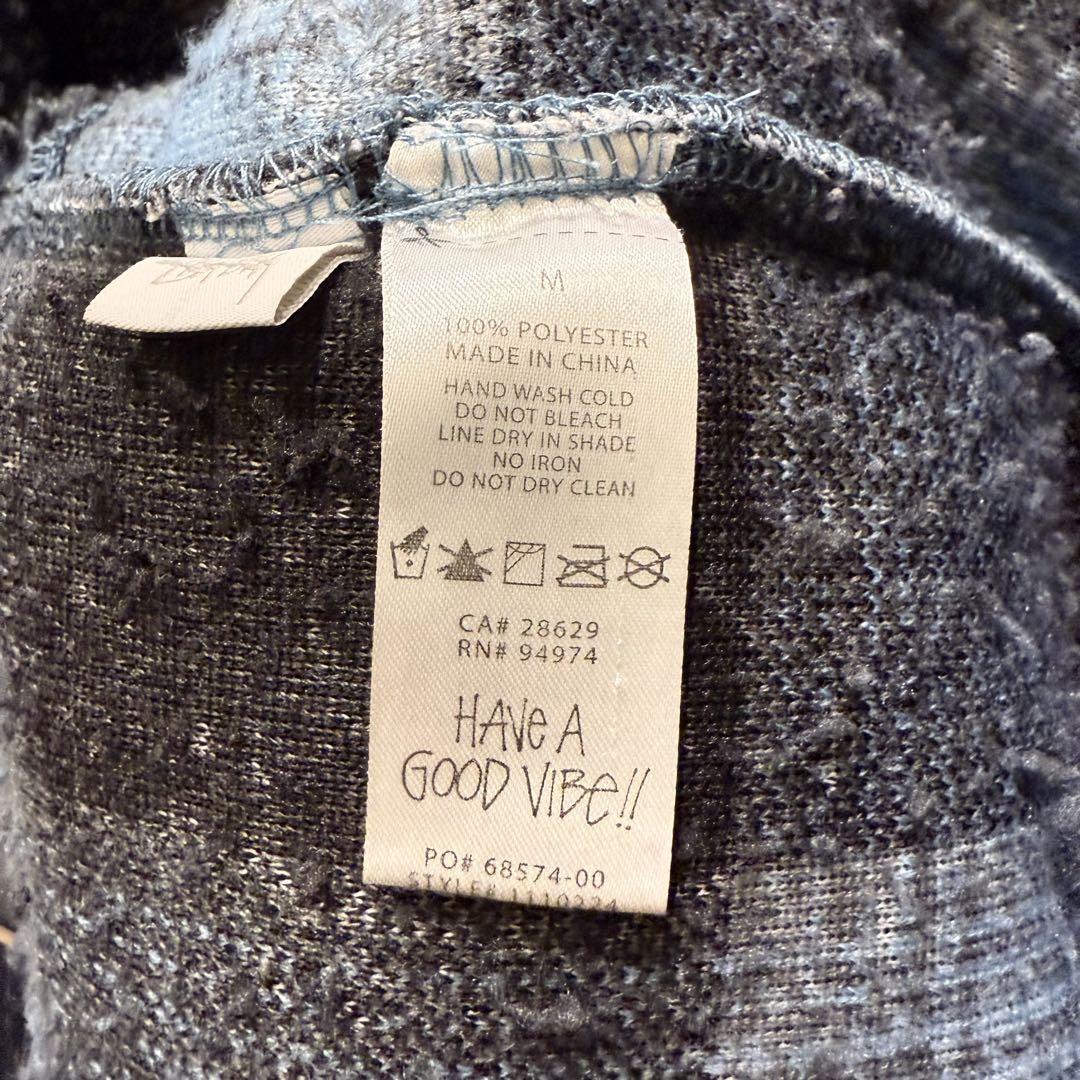 M
100% POLYESTER
MADE IN CHINA
HAND WASH COLD
DO NOT BLEACH
LINE DRY IN SHADE
NO IRON
DO NOT DRY CLEAN
CA# 28629
RN# 94974
HAVE A
GOOD VIBE!!
PO# 68574-00
STYLE#